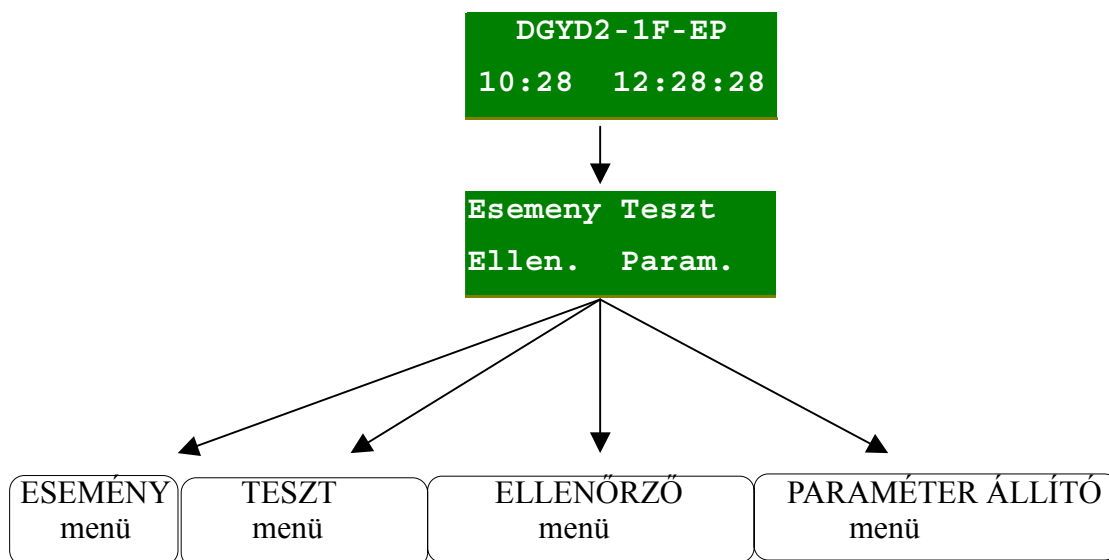 DGYD2-1F-EP
10:28 12:28:28
Esemeny Teszt
Ellen. Param.
ESEMÉNY
menü
TESZT
menü
ELLENŐRZŐ
menü
PARAMÉTER ÁLLÍTÓ
menü